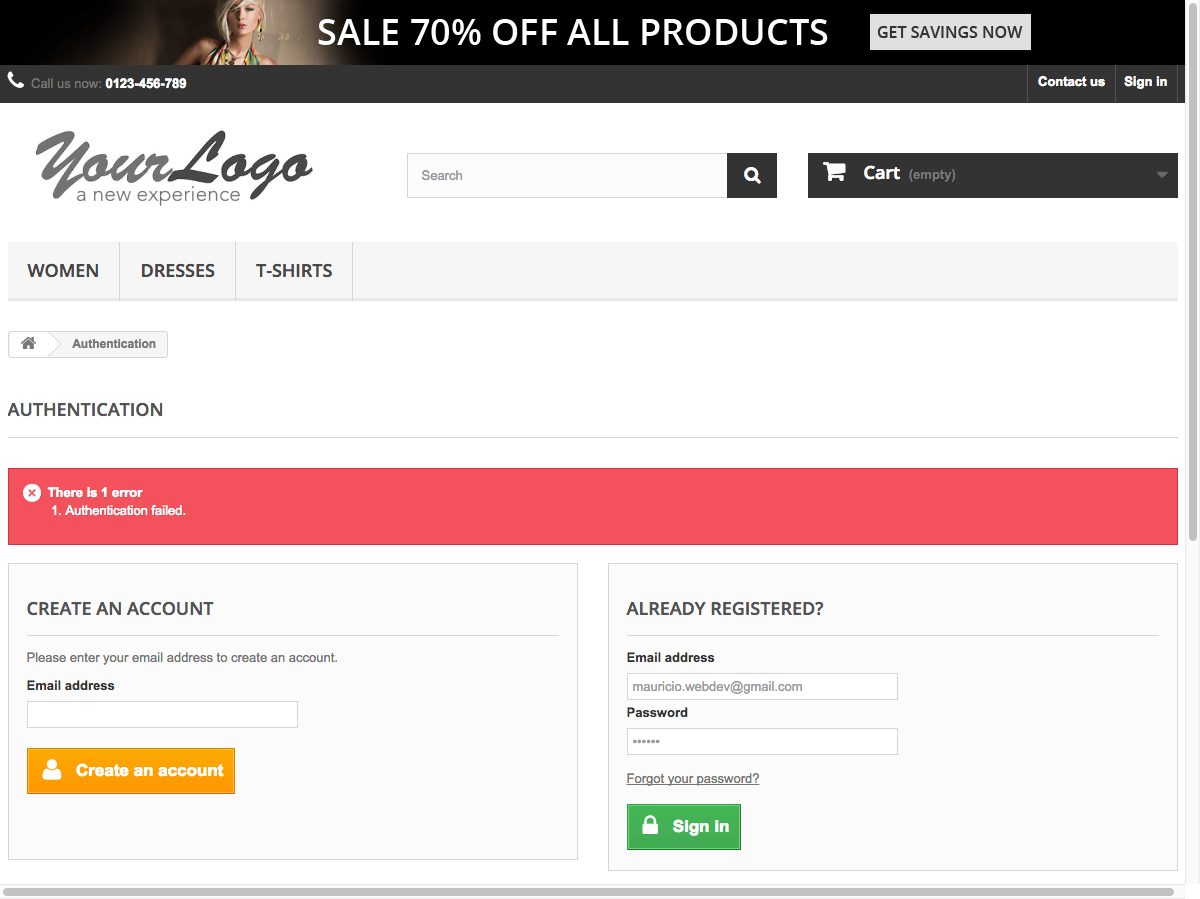 SALE 70% OFF ALL PRODUCTS GET SAVINGS NOW
Call us now: 0123-456-789 Contact us Sign in
Your Logo
a new experience
Search
Cart (empty)
WOMEN DRESSES T-SHIRTS
Authentication
AUTHENTICATION
There is 1 error
1. Authentication failed.
CREATE AN ACCOUNT
Please enter your email address to create an account.
Email address
Create an account
ALREADY REGISTERED?
Email address
mauricio.webdev@gmail.com
Password
••••••
Forgot your password?
Sign in